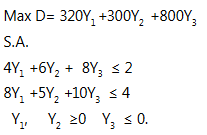 Max D= 320Y₁ +300Y₂ +800Y₃
S.A.
4Y₁ +6Y₂ + 8Y₃ ≤ 2
8Y₁ +5Y₂ +10Y₃ ≤ 4
Y₁, Y₂ ≥0 Y₃ ≤ 0.